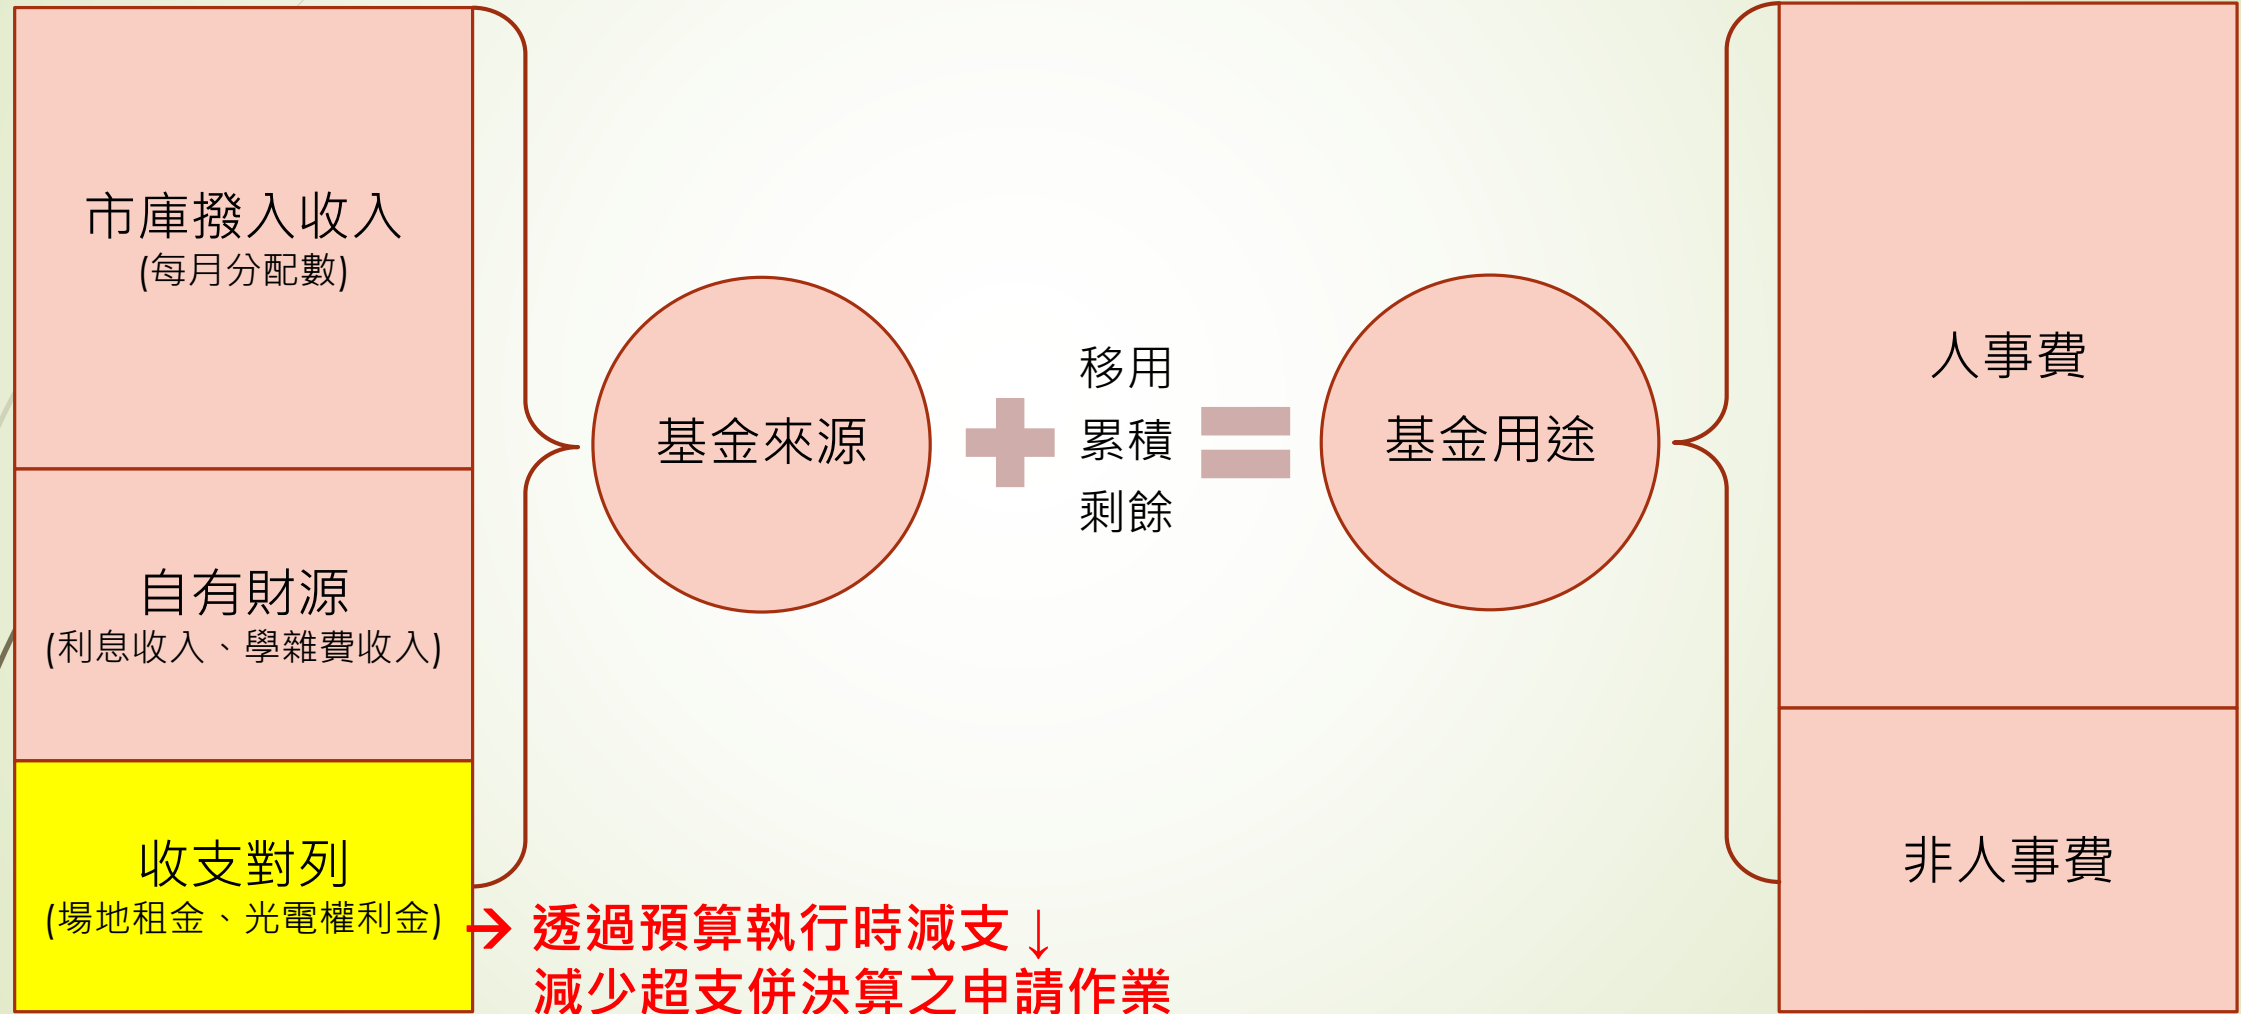 市庫撥入收入
(每月分配數)
自有財源
(利息收入、學雜費收入)
收支對列
(場地租金、光電權利金)
→ 透過預算執行時減支↓
減少超支併決算之申請作業
基金來源
移用
累積
剩餘
基金用途
人事費
非人事費